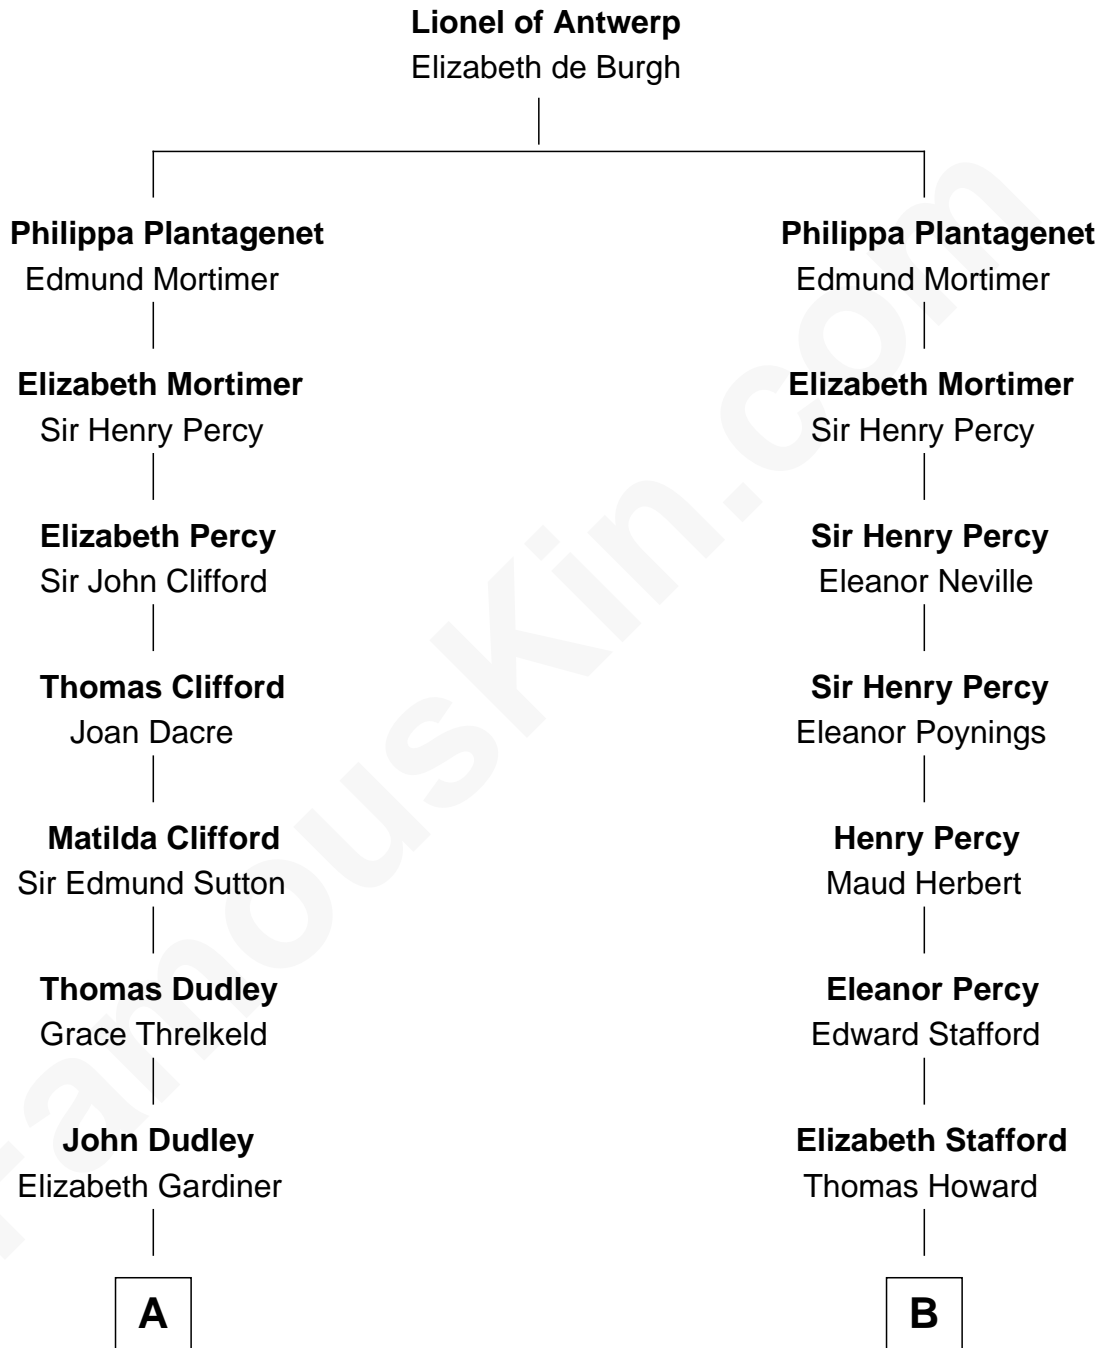 Lionel of Antwerp
Elizabeth de Burgh
Philippa Plantagenet
Edmund Mortimer
Elizabeth Mortimer
Sir Henry Percy
Elizabeth Percy
Sir John Clifford
Thomas Clifford
Joan Dacre
Matilda Clifford
Sir Edmund Sutton
Thomas Dudley
Grace Threlkeld
John Dudley
Elizabeth Gardiner
A
Philippa Plantagenet
Edmund Mortimer
Elizabeth Mortimer
Sir Henry Percy
Sir Henry Percy
Eleanor Neville
Sir Henry Percy
Eleanor Poynings
Henry Percy
Maud Herbert
Eleanor Percy
Edward Stafford
Elizabeth Stafford
Thomas Howard
B
FamousKin.com